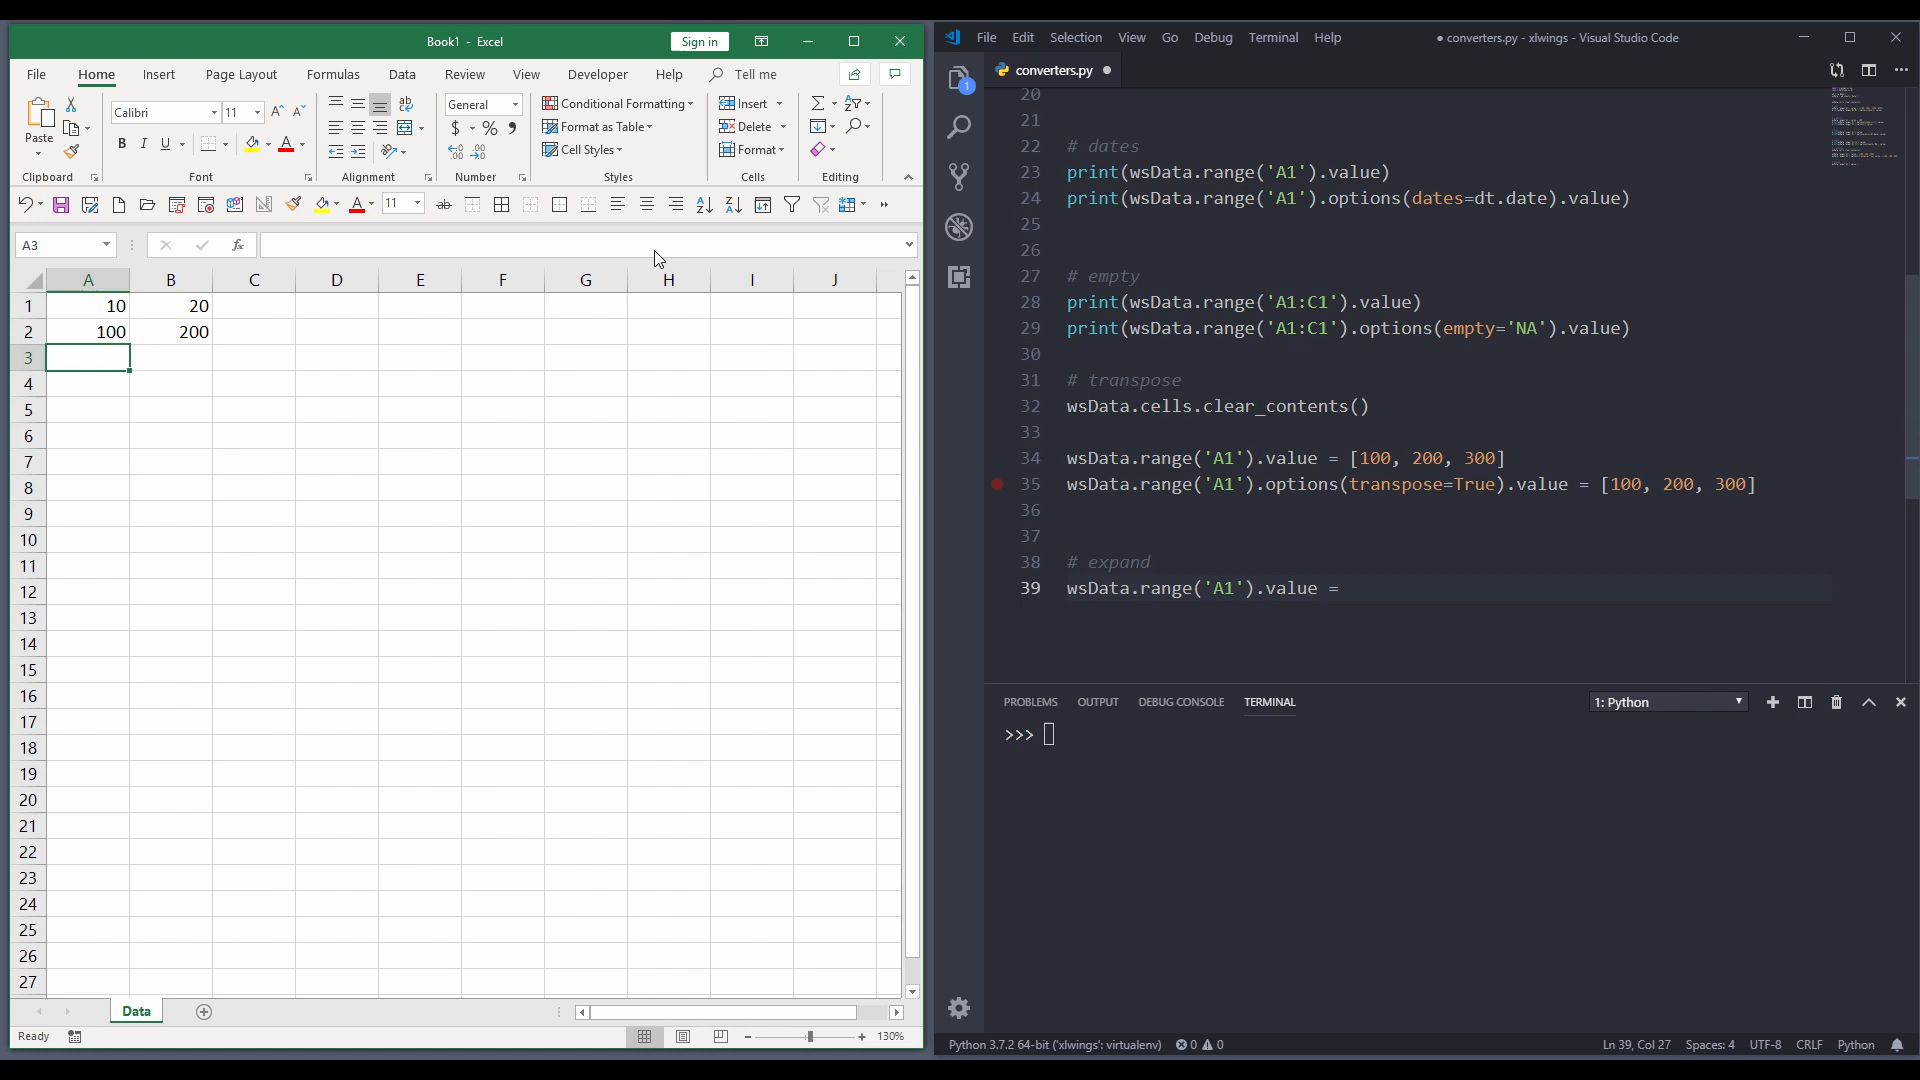 Book1 - Excel
Sign in
File Home Insert Page Layout Formulas Data Review View Developer Help Tell me
Paste
Calibri 11
B I U
General
$ % ,
Conditional Formatting
Format as Table
Cell Styles
Insert
Delete
Format
Clipboard Font Alignment Number Styles Cells Editing
11
A3
fx
A B C D E F G H I J
1 10 20
2 100 200
3
4
5
6
7
8
9
10
11
12
13
14
15
16
17
18
19
20
21
22
23
24
25
26
27
Data
Ready
130%
File Edit Selection View Go Debug Terminal Help
● converters.py - xlwings - Visual Studio Code
1
converters.py ●
20
21
22 # dates
23 print(wsData.range('A1').value)
24 print(wsData.range('A1').options(dates=dt.date).value)
25
26
27 # empty
28 print(wsData.range('A1:C1').value)
29 print(wsData.range('A1:C1').options(empty='NA').value)
30
31 # transpose
32 wsData.cells.clear_contents()
33
34 wsData.range('A1').value = [100, 200, 300]
35 wsData.range('A1').options(transpose=True).value = [100, 200, 300]
36
37
38 # expand
39 wsData.range('A1').value =
PROBLEMS OUTPUT DEBUG CONSOLE TERMINAL
1: Python
>>>
Python 3.7.2 64-bit ('xlwings': virtualenv) 0 0
Ln 39, Col 27 Spaces: 4 UTF-8 CRLF Python